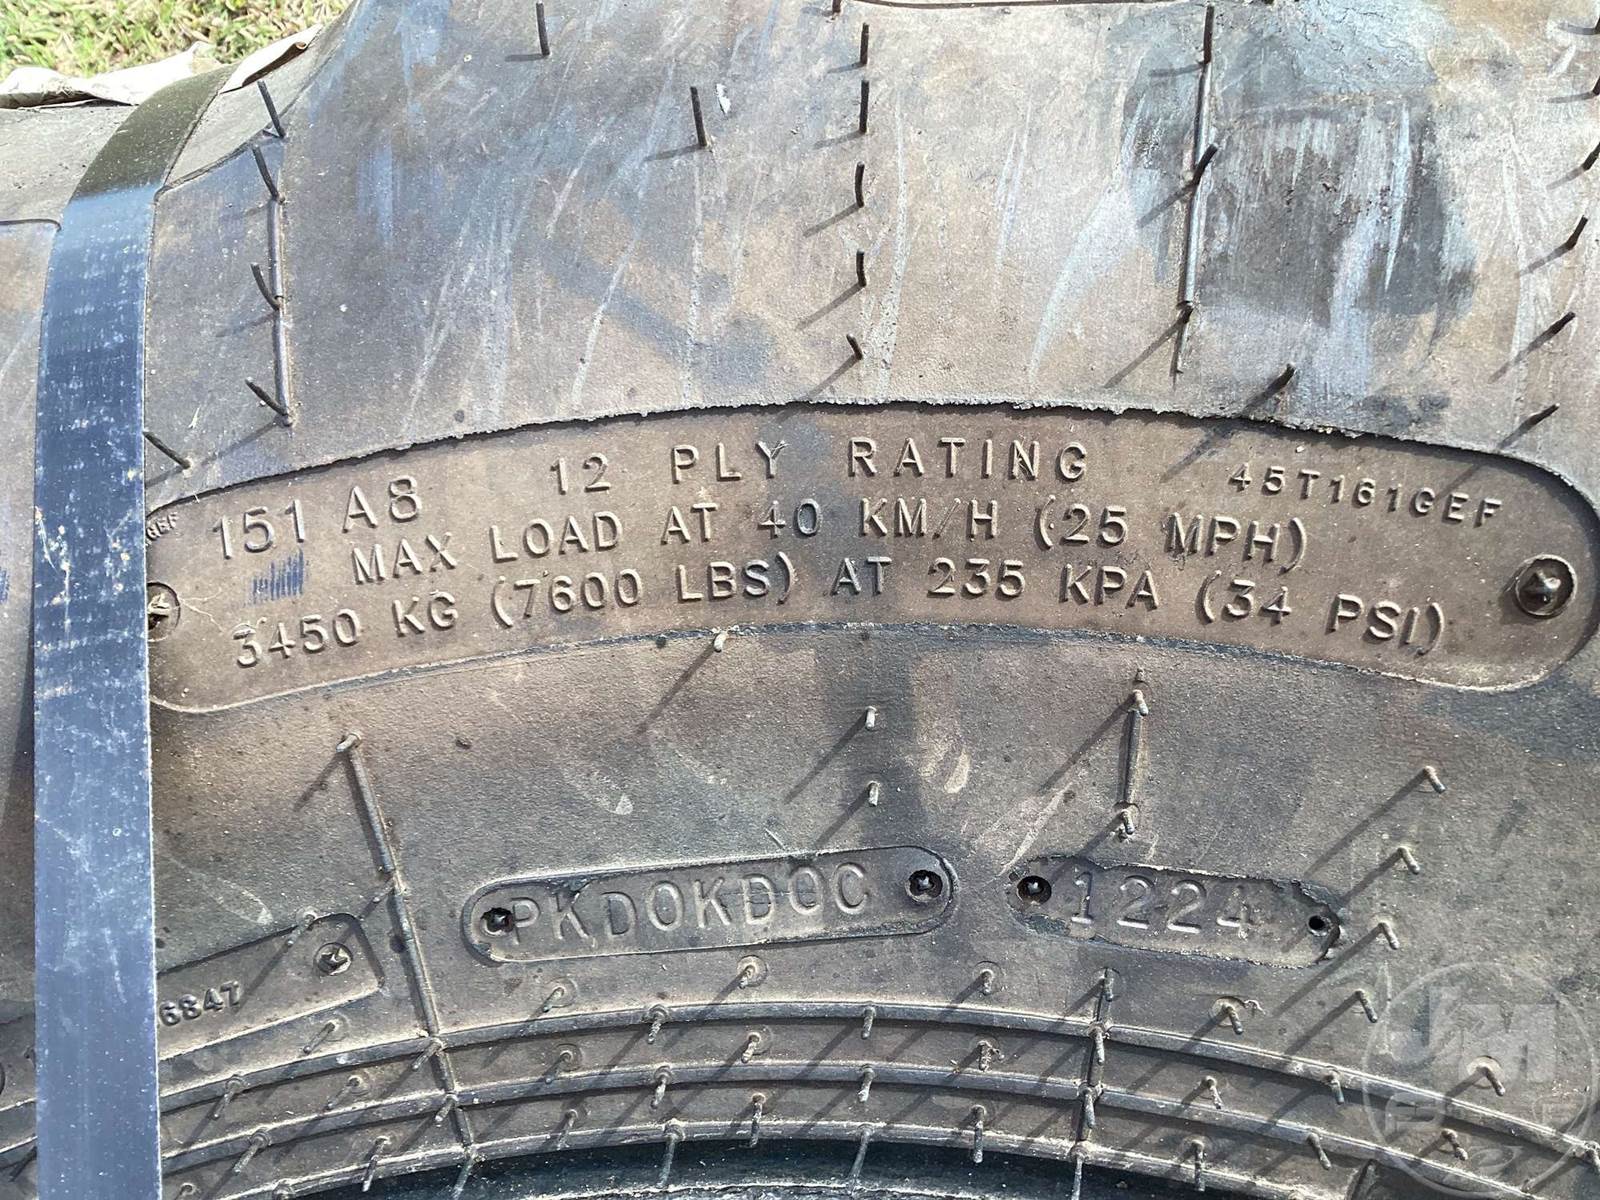 151 A8 12 PLY RATING 45T161GEF
MAX LOAD AT 40 KM/H (25 MPH)
3450 KG (7600 LBS) AT 235 KPA (34 PSI)
PKDOKDOC 1224
6847